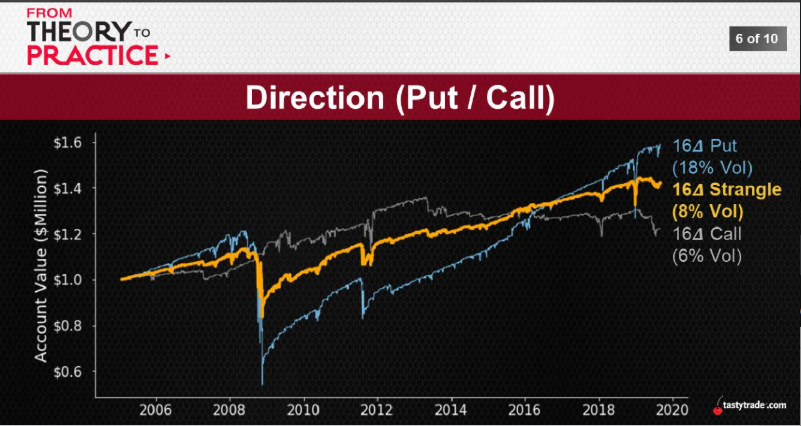 FROM
THEORY TO
PRACTICE
6 of 10
Direction (Put / Call)
Account Value ($Million)
$1.6
$1.4
$1.2
$1.0
$0.8
$0.6
2006 2008 2010 2012 2014 2016 2018 2020
16Δ Put
(18% Vol)
16Δ Strangle
(8% Vol)
16Δ Call
(6% Vol)
tastytrade.com